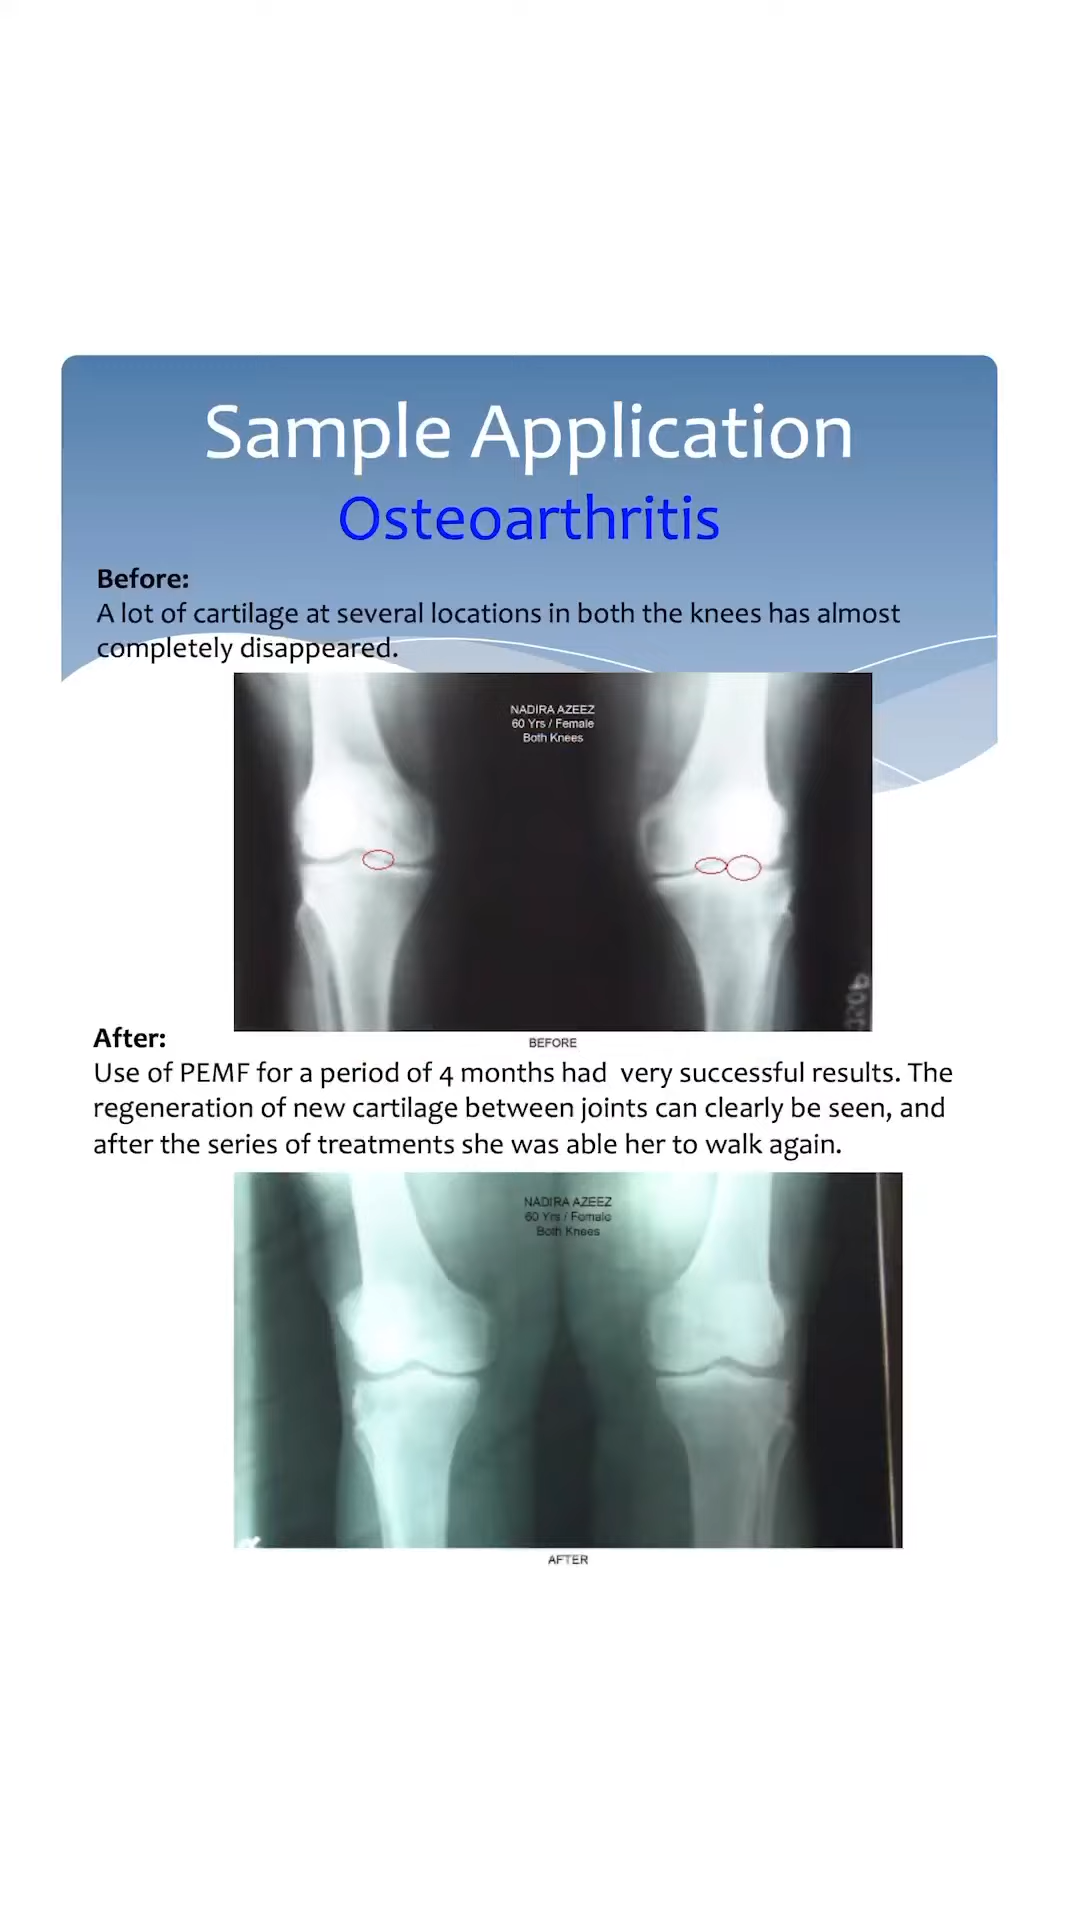 Sample Application
Osteoarthritis
Before:
A lot of cartilage at several locations in both the knees has almost
completely disappeared.
NADIRA AZEEZ
60 Yrs / Female
Both Knees
BEFORE
After:
Use of PEMF for a period of 4 months had  very successful results. The
regeneration of new cartilage between joints can clearly be seen, and
after the series of treatments she was able her to walk again.
NADIRA AZEEZ
60 Yrs / Female
Both Knees
AFTER